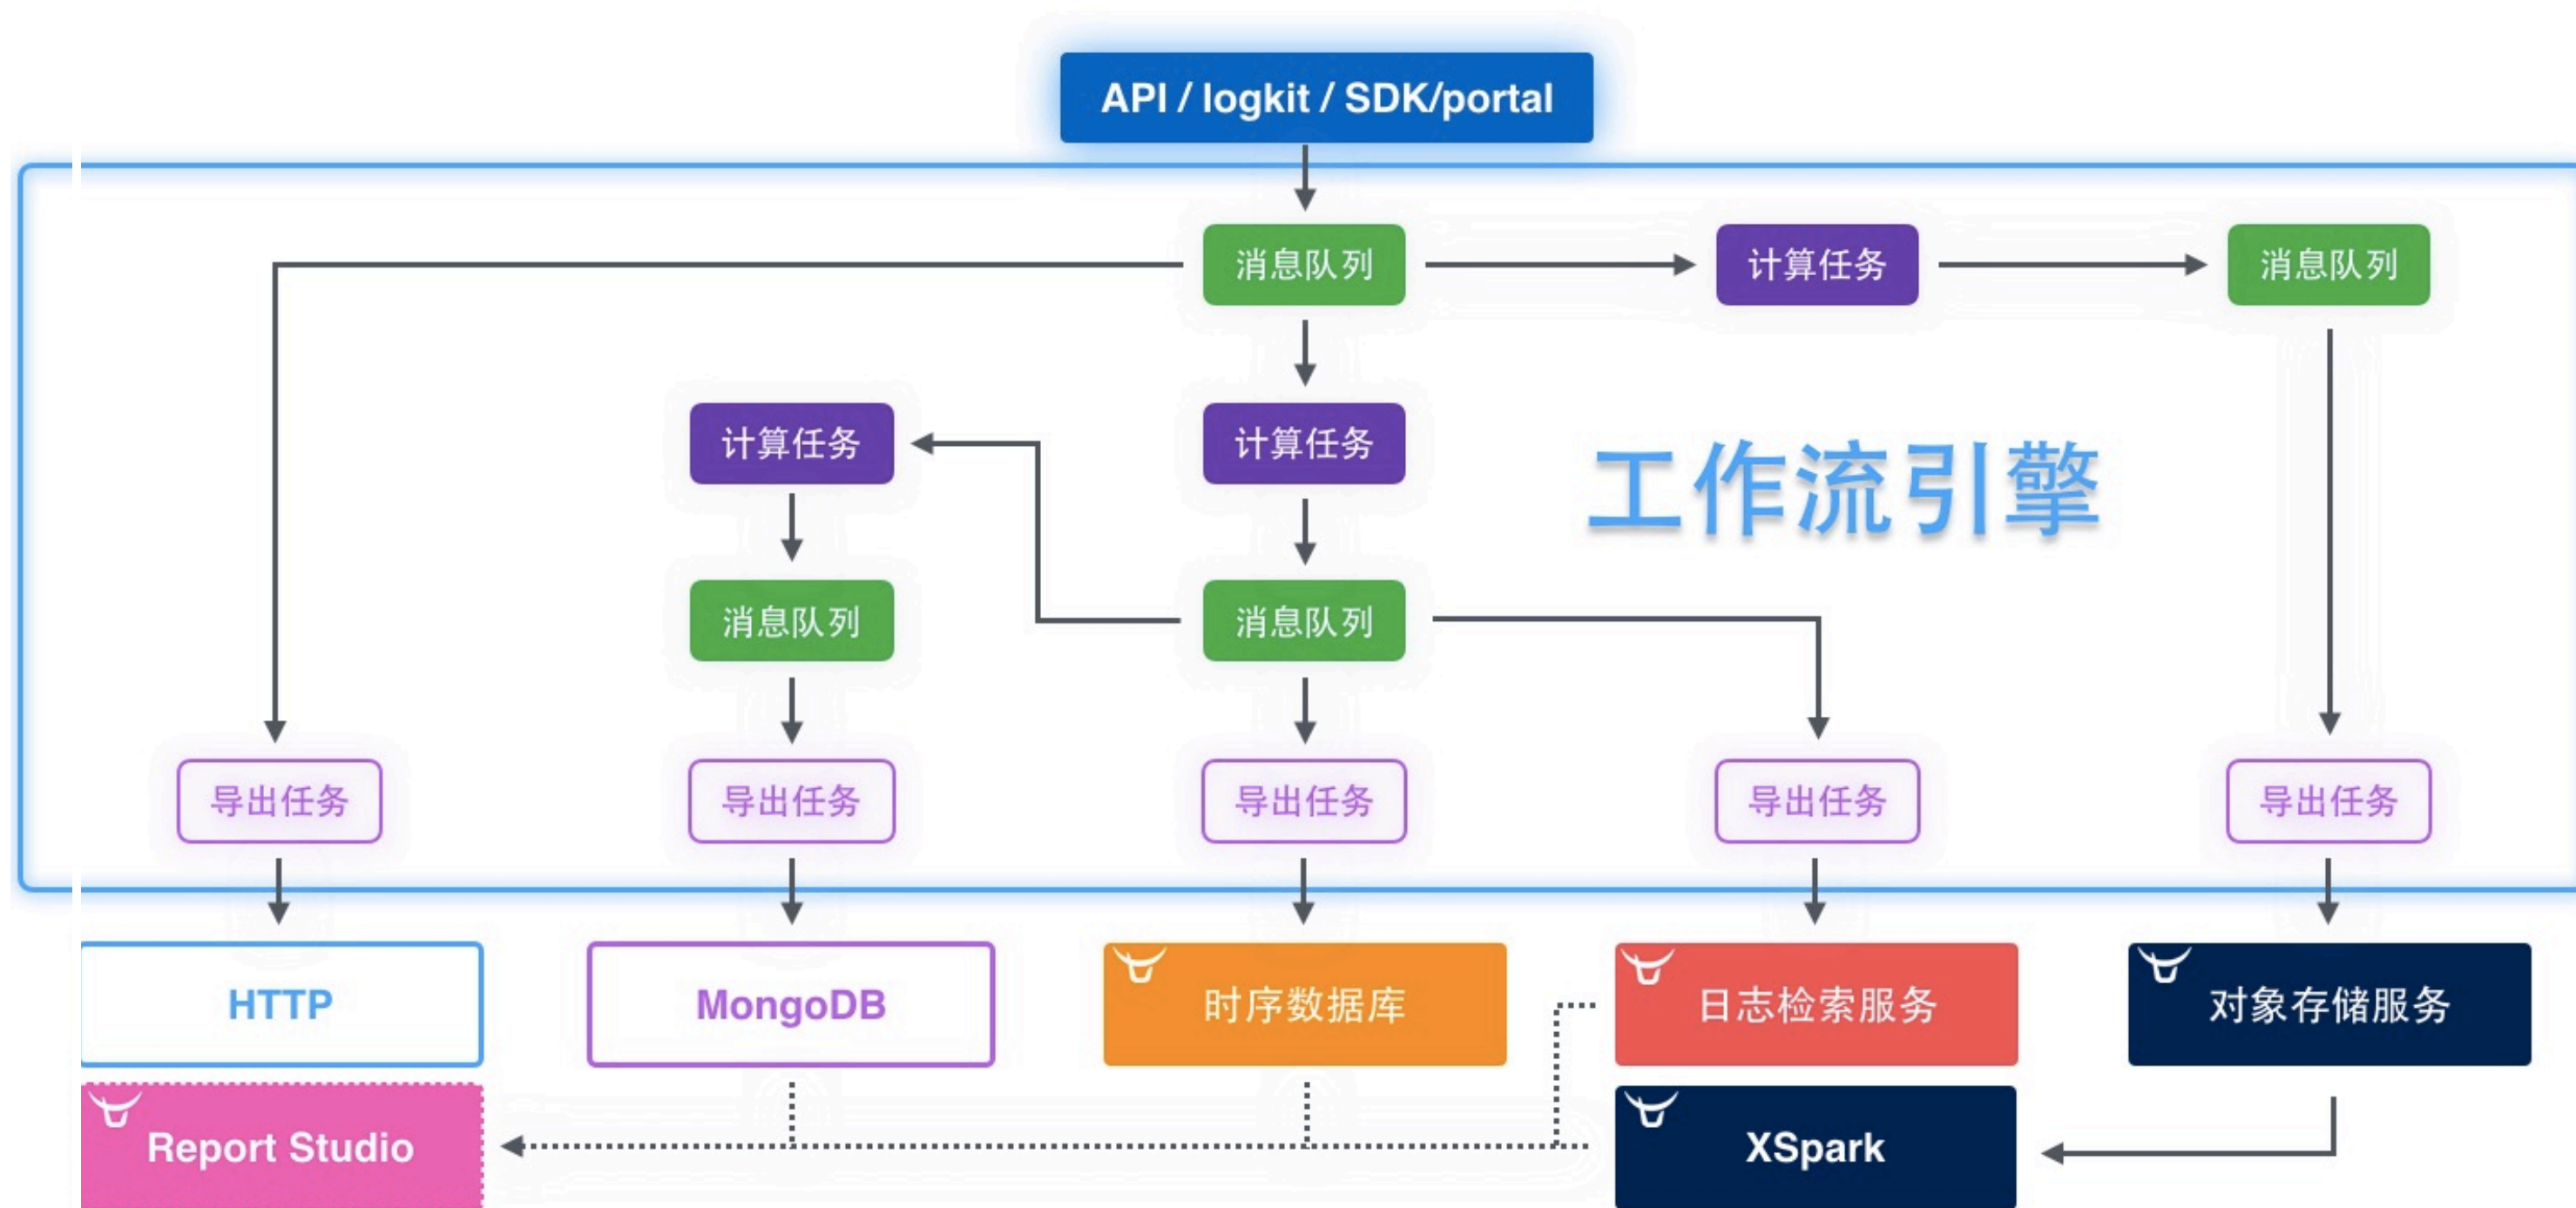 API / logkit / SDK/portal
消息队列
计算任务
消息队列
计算任务
计算任务
工作流引擎
消息队列
消息队列
导出任务
导出任务
导出任务
导出任务
导出任务
HTTP
MongoDB
时序数据库
日志检索服务
对象存储服务
Report Studio
XSpark